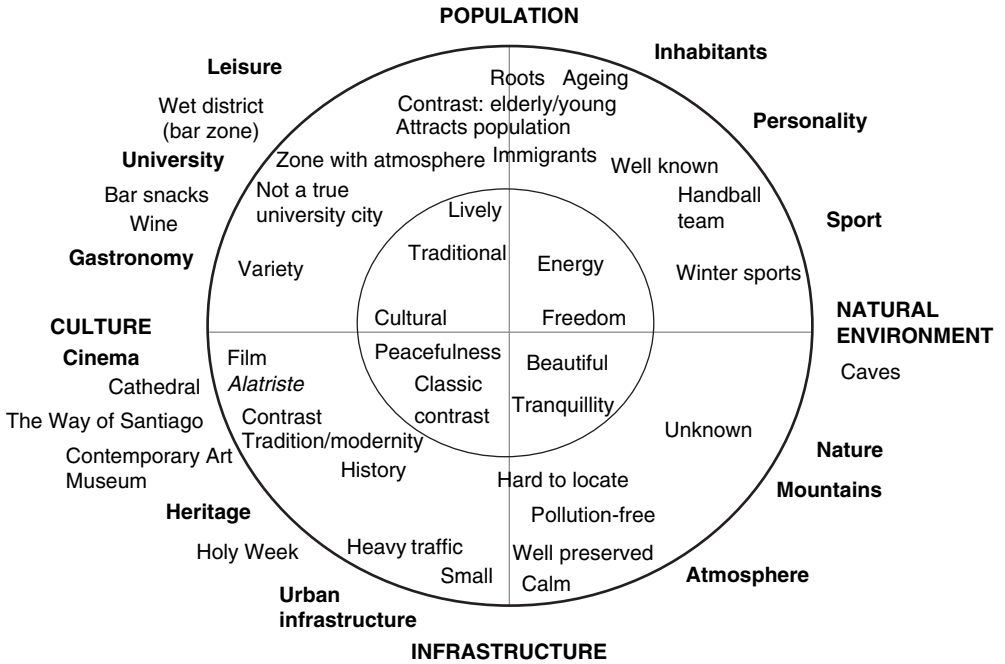 POPULATION
Inhabitants
Leisure
Roots Ageing
Wet district
(bar zone)
Contrast: elderly/young
Attracts population
Personality
University
Zone with atmosphere
Immigrants
Well known
Bar snacks
Not a true
university city
Handball
team
Wine
Lively
Sport
Gastronomy
Variety
Traditional
Energy
Winter sports
CULTURE
Cultural
Freedom
NATURAL
ENVIRONMENT
Cinema
Film
Alatriste
Peacefulness
Beautiful
Caves
Cathedral
Classic
contrast
Tranquillity
The Way of Santiago
Contrast
Tradition/modernity
Unknown
Contemporary Art
Museum
History
Nature
Hard to locate
Mountains
Heritage
Pollution-free
Holy Week
Heavy traffic
Well preserved
Small
Calm
Atmosphere
Urban
infrastructure
INFRASTRUCTURE